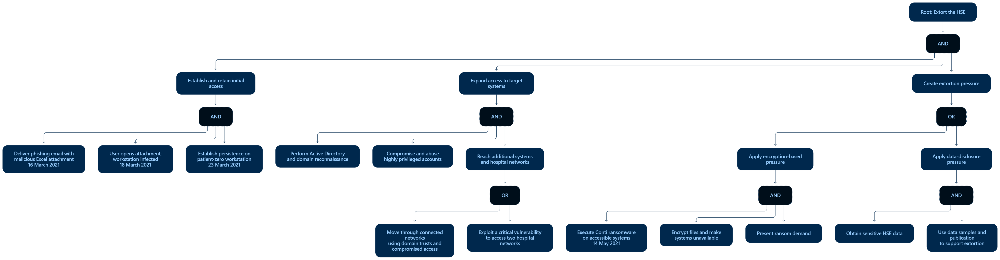 Root: Extort the HSE
AND
Establish and retain initial
access
Expand access to target
systems
Create extortion pressure
AND
AND
OR
Deliver phishing email with
malicious Excel attachment
16 March 2021
User opens attachment;
workstation infected
18 March 2021
Establish persistence on
patient-zero workstation
23 March 2021
Perform Active Directory
and domain reconnaissance
Compromise and abuse
highly privileged accounts
Reach additional systems
and hospital networks
Apply encryption-based
pressure
Apply data-disclosure
pressure
OR
AND
AND
Move through connected
networks
using domain trusts and
compromised access
Exploit a critical vulnerability
to access two hospital
networks
Execute Conti ransomware
on accessible systems
14 May 2021
Encrypt files and make
systems unavailable
Present ransom demand
Obtain sensitive HSE data
Use data samples and
publication
to support extortion